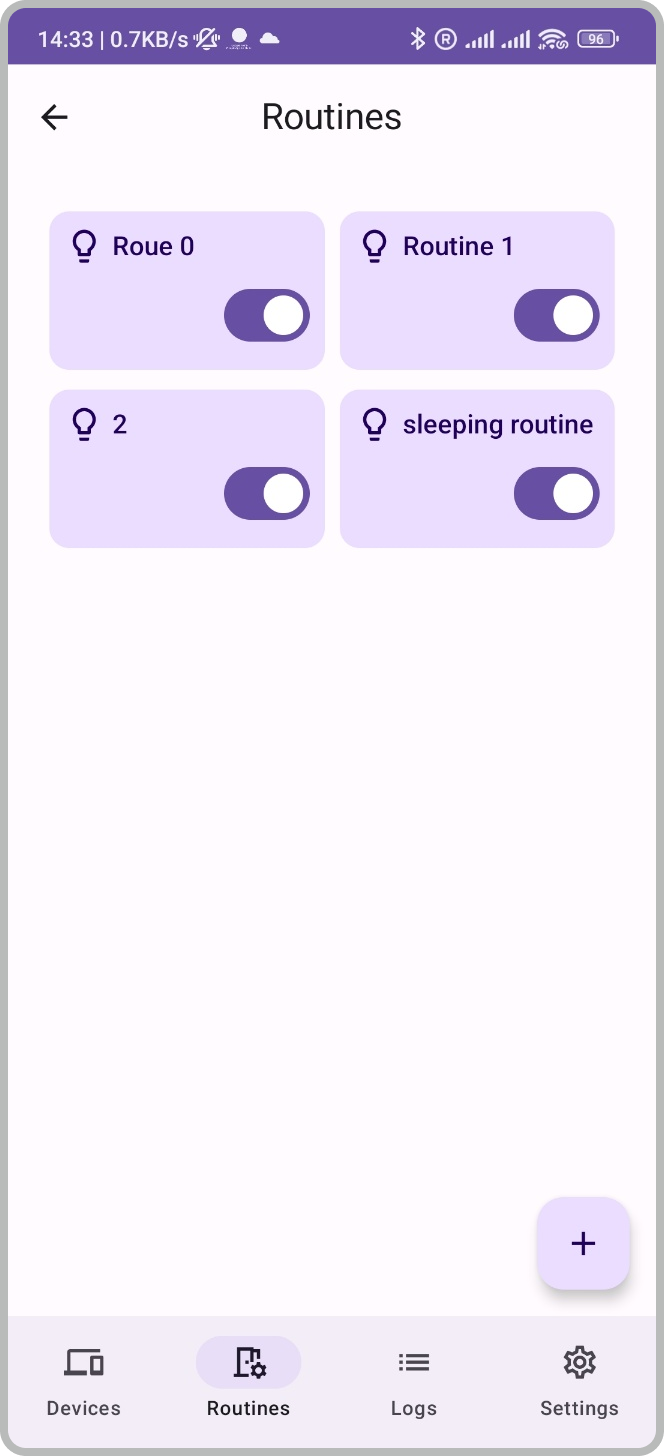 14:33 | 0.7KB/s R 96
Routines
Roue 0 Routine 1
2 sleeping routine
Devices Routines Logs Settings